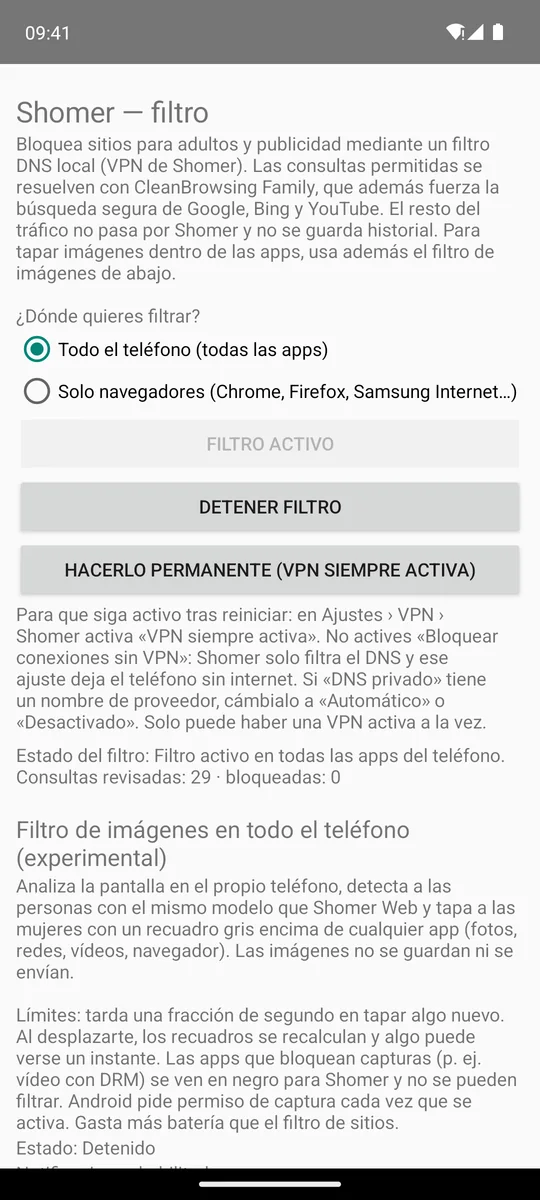 09:41
Shomer — filtro
Bloquea sitios para adultos y publicidad mediante un filtro
DNS local (VPN de Shomer). Las consultas permitidas se
resuelven con CleanBrowsing Family, que además fuerza la
búsqueda segura de Google, Bing y YouTube. El resto del
tráfico no pasa por Shomer y no se guarda historial. Para
tapar imágenes dentro de las apps, usa además el filtro de
imágenes de abajo.
¿Dónde quieres filtrar?
Todo el teléfono (todas las apps)
Solo navegadores (Chrome, Firefox, Samsung Internet…)
FILTRO ACTIVO
DETENER FILTRO
HACERLO PERMANENTE (VPN SIEMPRE ACTIVA)
Para que siga activo tras reiniciar: en Ajustes › VPN ›
Shomer activa «VPN siempre activa». No actives «Bloquear
conexiones sin VPN»: Shomer solo filtra el DNS y ese
ajuste deja el teléfono sin internet. Si «DNS privado» tiene
un nombre de proveedor, cámbialo a «Automático» o
«Desactivado». Solo puede haber una VPN activa a la vez.
Estado del filtro: Filtro activo en todas las apps del teléfono.
Consultas revisadas: 29 · bloqueadas: 0
Filtro de imágenes en todo el teléfono
(experimental)
Analiza la pantalla en el propio teléfono, detecta a las
personas con el mismo modelo que Shomer Web y tapa a las
mujeres con un recuadro gris encima de cualquier app (fotos,
redes, vídeos, navegador). Las imágenes no se guardan ni se
envían.
Límites: tarda una fracción de segundo en tapar algo nuevo.
Al desplazarte, los recuadros se recalculan y algo puede
verse un instante. Las apps que bloquean capturas (p. ej.
vídeo con DRM) se ven en negro para Shomer y no se pueden
filtrar. Android pide permiso de captura cada vez que se
activa. Gasta más batería que el filtro de sitios.
Estado: Detenido